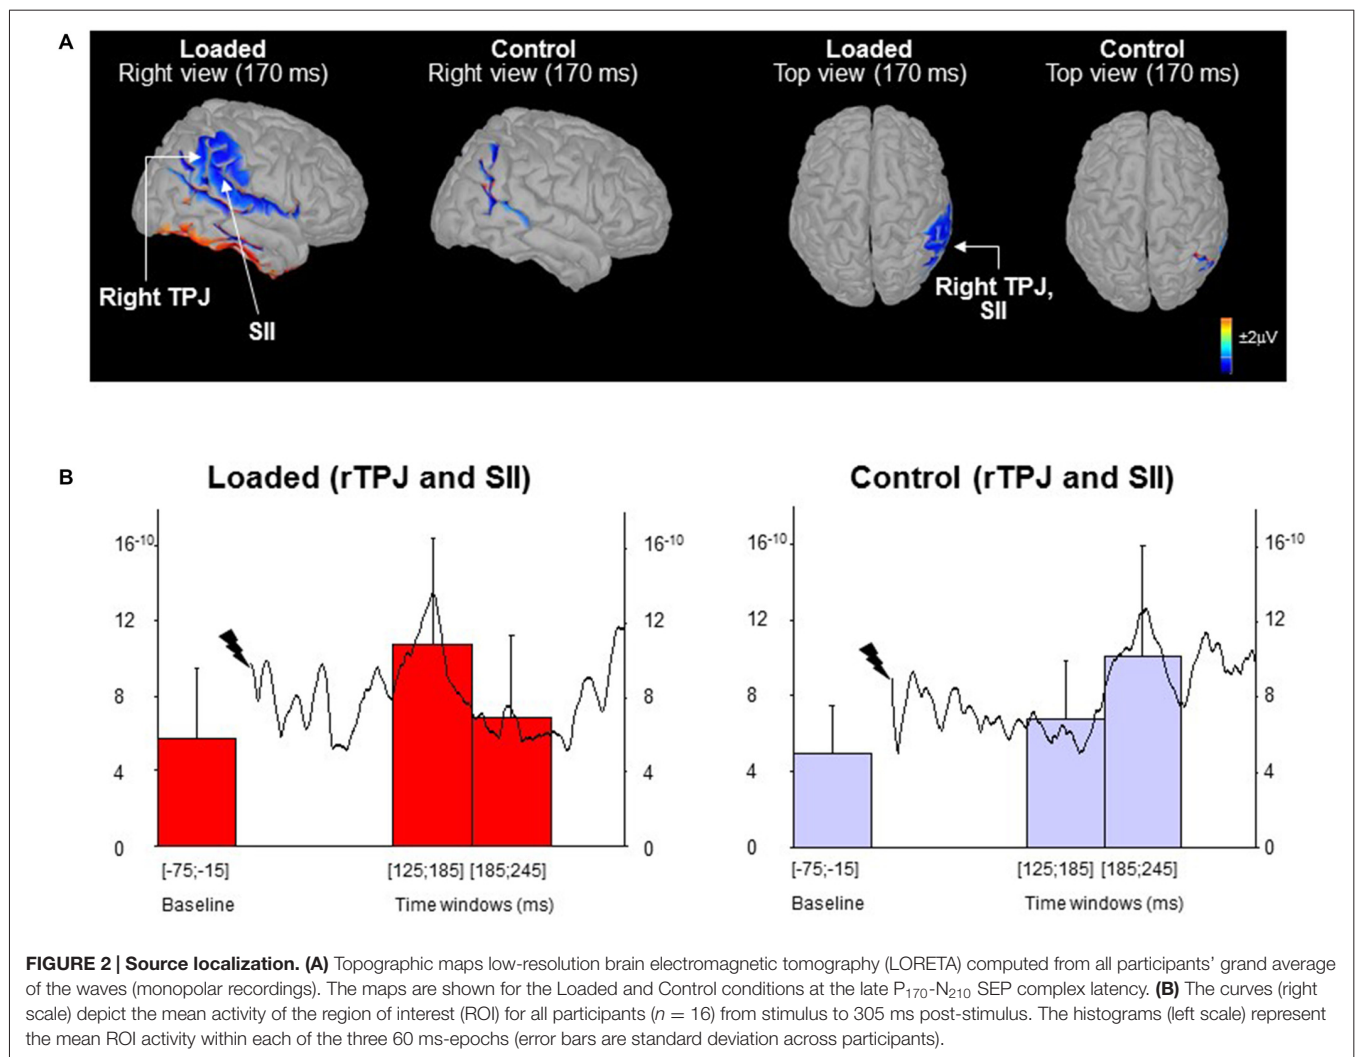 A
Loaded
Right view (170 ms)
Control
Right view (170 ms)
Loaded
Top view (170 ms)
Control
Top view (170 ms)
Right TPJ
SII
Right TPJ,
SII
±2µV
B
Loaded (rTPJ and SII)
16-10
12
8
4
0
16-10
12
8
4
0
[-75;-15]
[125;185] [185;245]
Baseline
Time windows (ms)
Control (rTPJ and SII)
16-10
12
8
4
0
16-10
12
8
4
0
[-75;-15]
[125;185] [185;245]
Baseline
Time windows (ms)
FIGURE 2 | Source localization. (A) Topographic maps low-resolution brain electromagnetic tomography (LORETA) computed from all participants’ grand average
of the waves (monopolar recordings). The maps are shown for the Loaded and Control conditions at the late P170-N210 SEP complex latency. (B) The curves (right
scale) depict the mean activity of the region of interest (ROI) for all participants (n = 16) from stimulus to 305 ms post-stimulus. The histograms (left scale) represent
the mean ROI activity within each of the three 60 ms-epochs (error bars are standard deviation across participants).